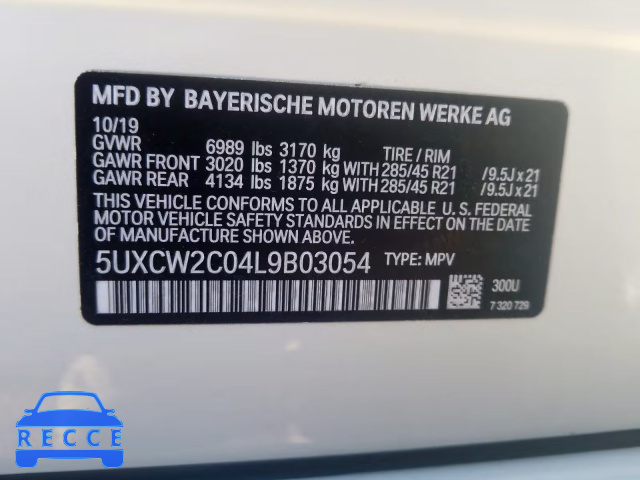 MFD BY BAYERISCHE MOTOREN WERKE AG
10/19
GVWR 6989 lbs 3170 kg TIRE / RIM
GAWR FRONT 3020 lbs 1370 kg WITH 285/45 R21 /9.5J x 21
GAWR REAR 4134 lbs 1875 kg WITH 285/45 R21 /9.5J x 21
THIS VEHICLE CONFORMS TO ALL APPLICABLE U. S. FEDERAL
MOTOR VEHICLE SAFETY STANDARDS IN EFFECT ON THE DATE
OF MANUFACTURE SHOWN ABOVE.
5UXCW2C04L9B03054 TYPE: MPV
300U
7 320 729
RECCE